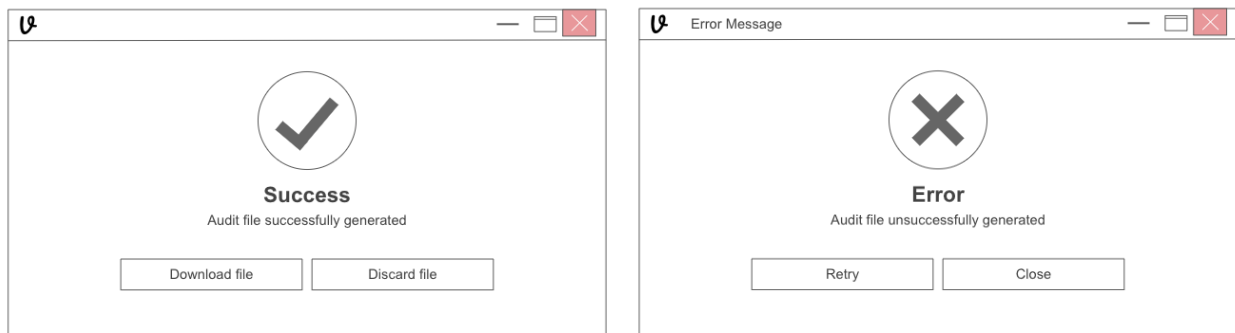 Error Message
Success
Audit file successfully generated
Download file
Discard file
Error
Audit file unsuccessfully generated
Retry
Close